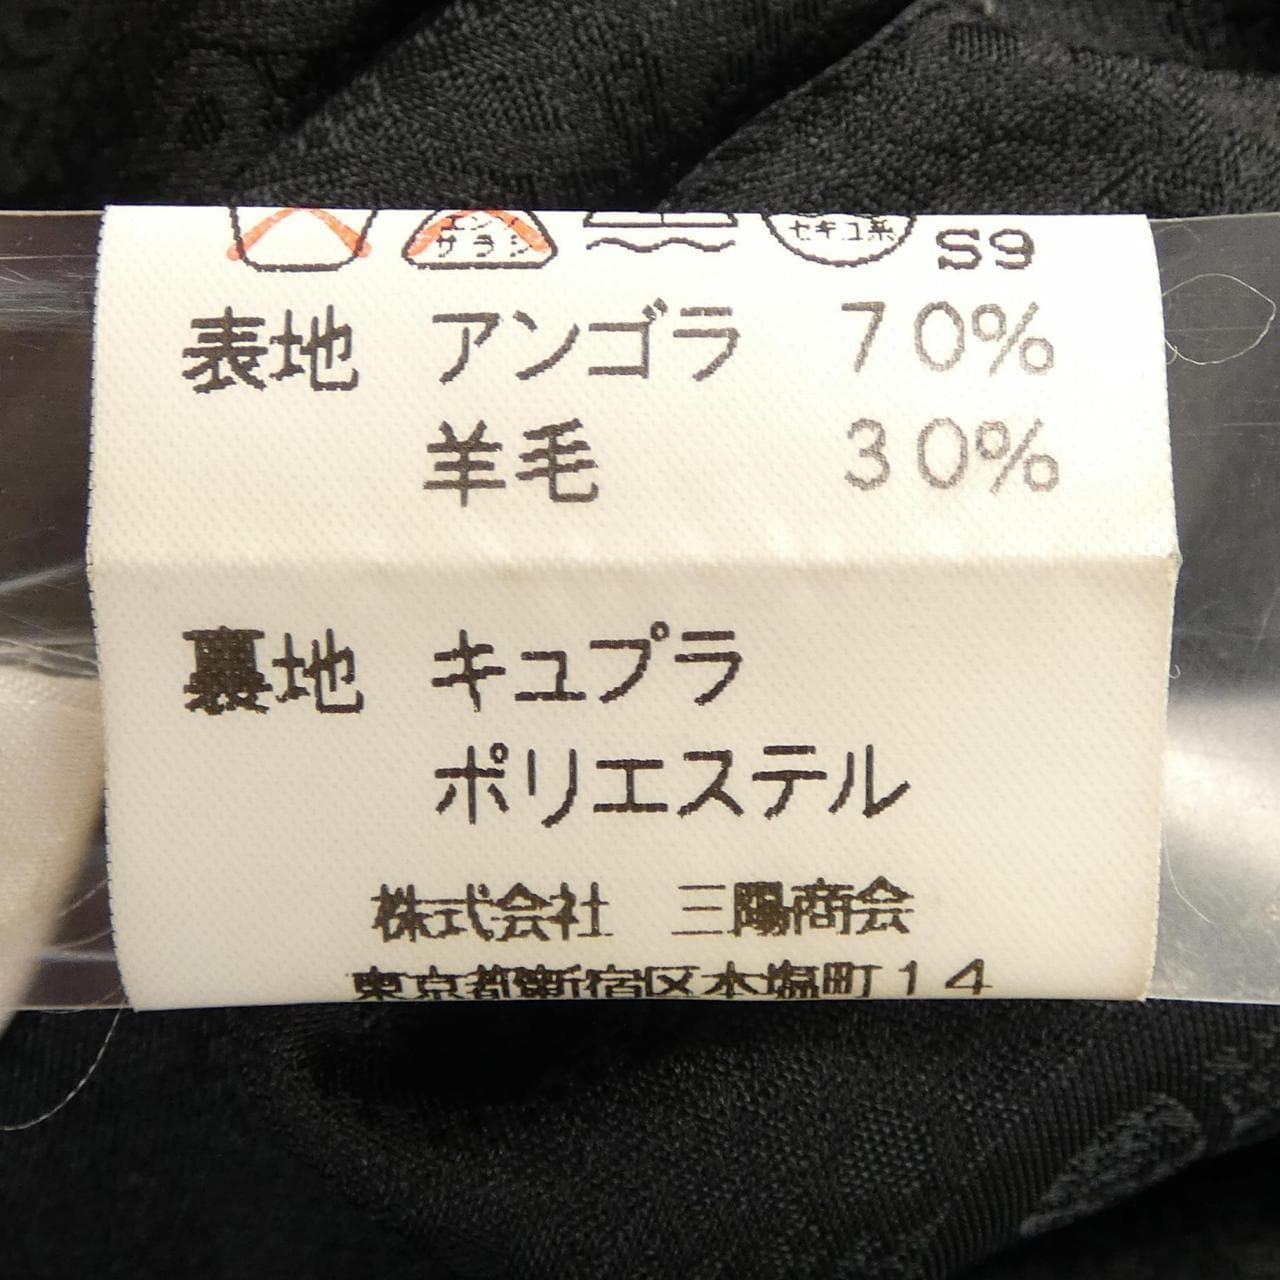 エンソ
サラシ
セキユ系
S9
表地 アンゴラ 70%
羊毛 30%
裏地 キュプラ
ポリエステル
株式会社 三陽商会
東京都新宿区本塩町14